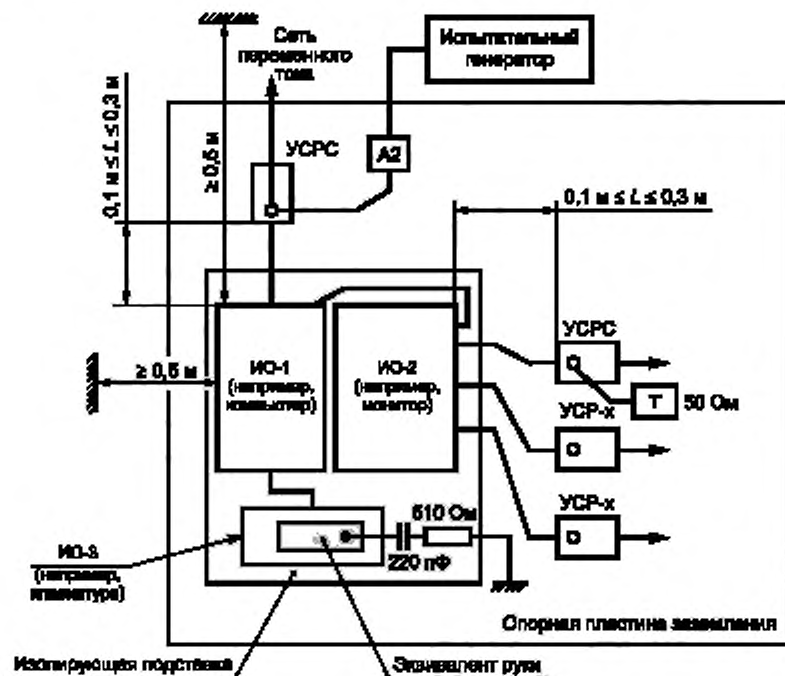 Сеть
переменного
тока
Испытательный
генератор
0,1 м ≤ L ≤ 0,3 м
≥ 0,5 м
УСРС
А2
0,1 м ≤ L ≤ 0,3 м
УСРС
≥ 0,5 м
ИО-1
(например,
компьютер)
ИО-2
(например,
монитор)
Т
50 Ом
УСР-х
УСР-х
510 Ом
220 пФ
ИО-3
(например,
клавиатура)
Опорная пластина заземления
Изолирующая подставка
Эквивалент руки